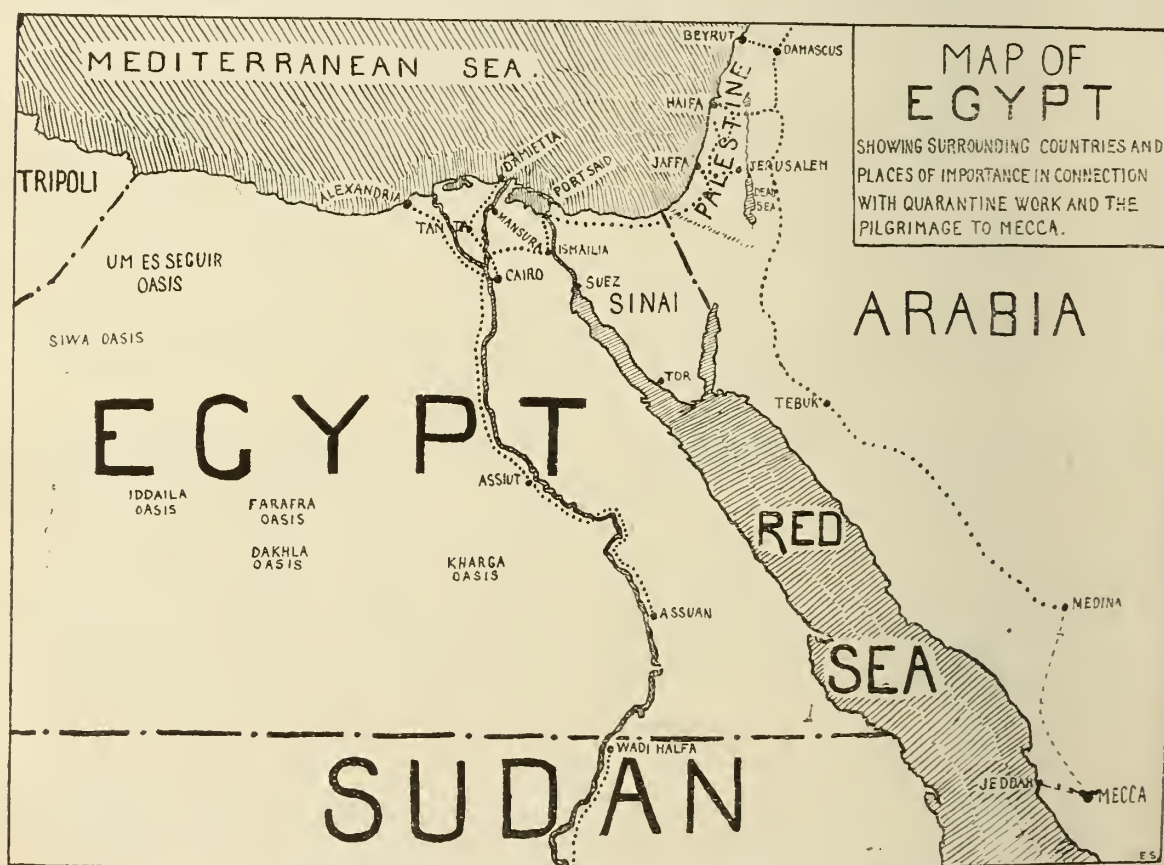 MAP OF
EGYPT
SHOWING SURROUNDING COUNTRIES AND
PLACES OF IMPORTANCE IN CONNECTION
WITH QUARANTINE WORK AND THE
PILGRIMAGE TO MECCA.
MEDITERRANEAN SEA.
BEYRUT
DAMASCUS
HAIFA
PALESTINE
JAFFA
JERUSALEM
DEAD
SEA
TRIPOLI
ALEXANDRIA
DAMIETTA
PORT SAID
TANTA
MANSURA
ISMAILIA
CAIRO
SUEZ
SINAI
UM ES SEGUIR
OASIS
SIWA OASIS
ARABIA
TOR
TEBUK
EGYPT
ASSIUT
IDDAILA
OASIS
FARAFRA
OASIS
DAKHLA
OASIS
KHARGA
OASIS
RED
SEA
ASSUAN
MEDINA
WADI HALFA
SUDAN
JEDDAH
MECCA
E S